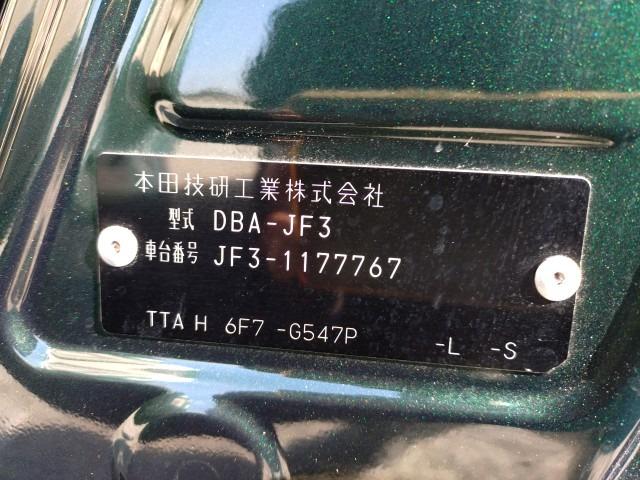 本田技研工業株式会社
型式 DBA-JF3
車台番号 JF3-1177767
TTA H 6F7 -G547P -L -S